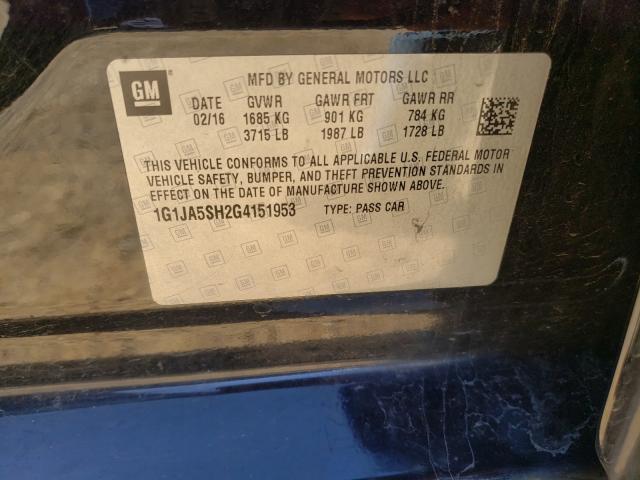 GM
MFD BY GENERAL MOTORS LLC
DATE GVWR GAWR FRT GAWR RR
02/16 1685 KG 901 KG 784 KG
3715 LB 1987 LB 1728 LB
THIS VEHICLE CONFORMS TO ALL APPLICABLE U.S. FEDERAL MOTOR
VEHICLE SAFETY, BUMPER, AND THEFT PREVENTION STANDARDS IN
EFFECT ON THE DATE OF MANUFACTURE SHOWN ABOVE.
1G1JA5SH2G4151953 TYPE: PASS CAR